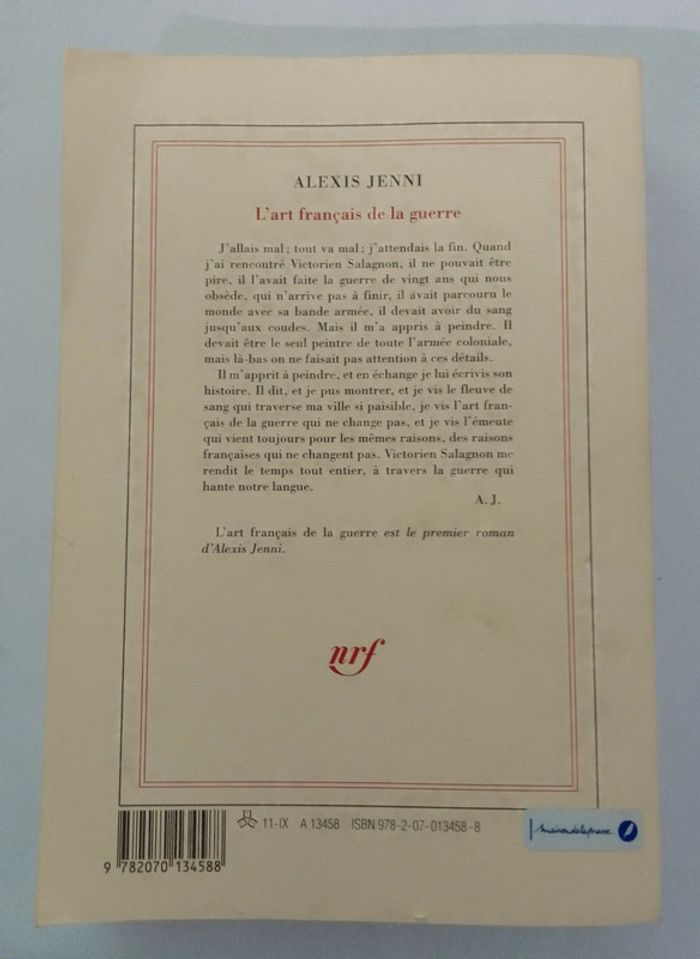 ALEXIS JENNI
L'art français de la guerre
J'allais mal ; tout va mal ; j'attendais la fin. Quand
j'ai rencontré Victorien Salagnon, il ne pouvait être
pire, il l'avait faite la guerre de vingt ans qui nous
obsède, qui n'arrive pas à finir, il avait parcouru le
monde avec sa bande armée, il devait avoir du sang
jusqu'aux coudes. Mais il m'a appris à peindre. Il
devait être le seul peintre de toute l'armée coloniale,
mais là-bas on ne faisait pas attention à ces détails.
Il m'apprit à peindre, et en échange je lui écrivis son
histoire. Il dit, et je pus montrer, et je vis le fleuve de
sang qui traverse ma ville si paisible, je vis l'art fran-
çais de la guerre qui ne change pas, et je vis l'émeute
qui vient toujours pour les mêmes raisons, des raisons
françaises qui ne changent pas. Victorien Salagnon me
rendit le temps tout entier, à travers la guerre qui
hante notre langue.
A. J.
L'art français de la guerre est le premier roman
d'Alexis Jenni.
nrf
11-IX A 13458 ISBN 978-2-07-013458-8
maisondelapresse
9 782070 134588